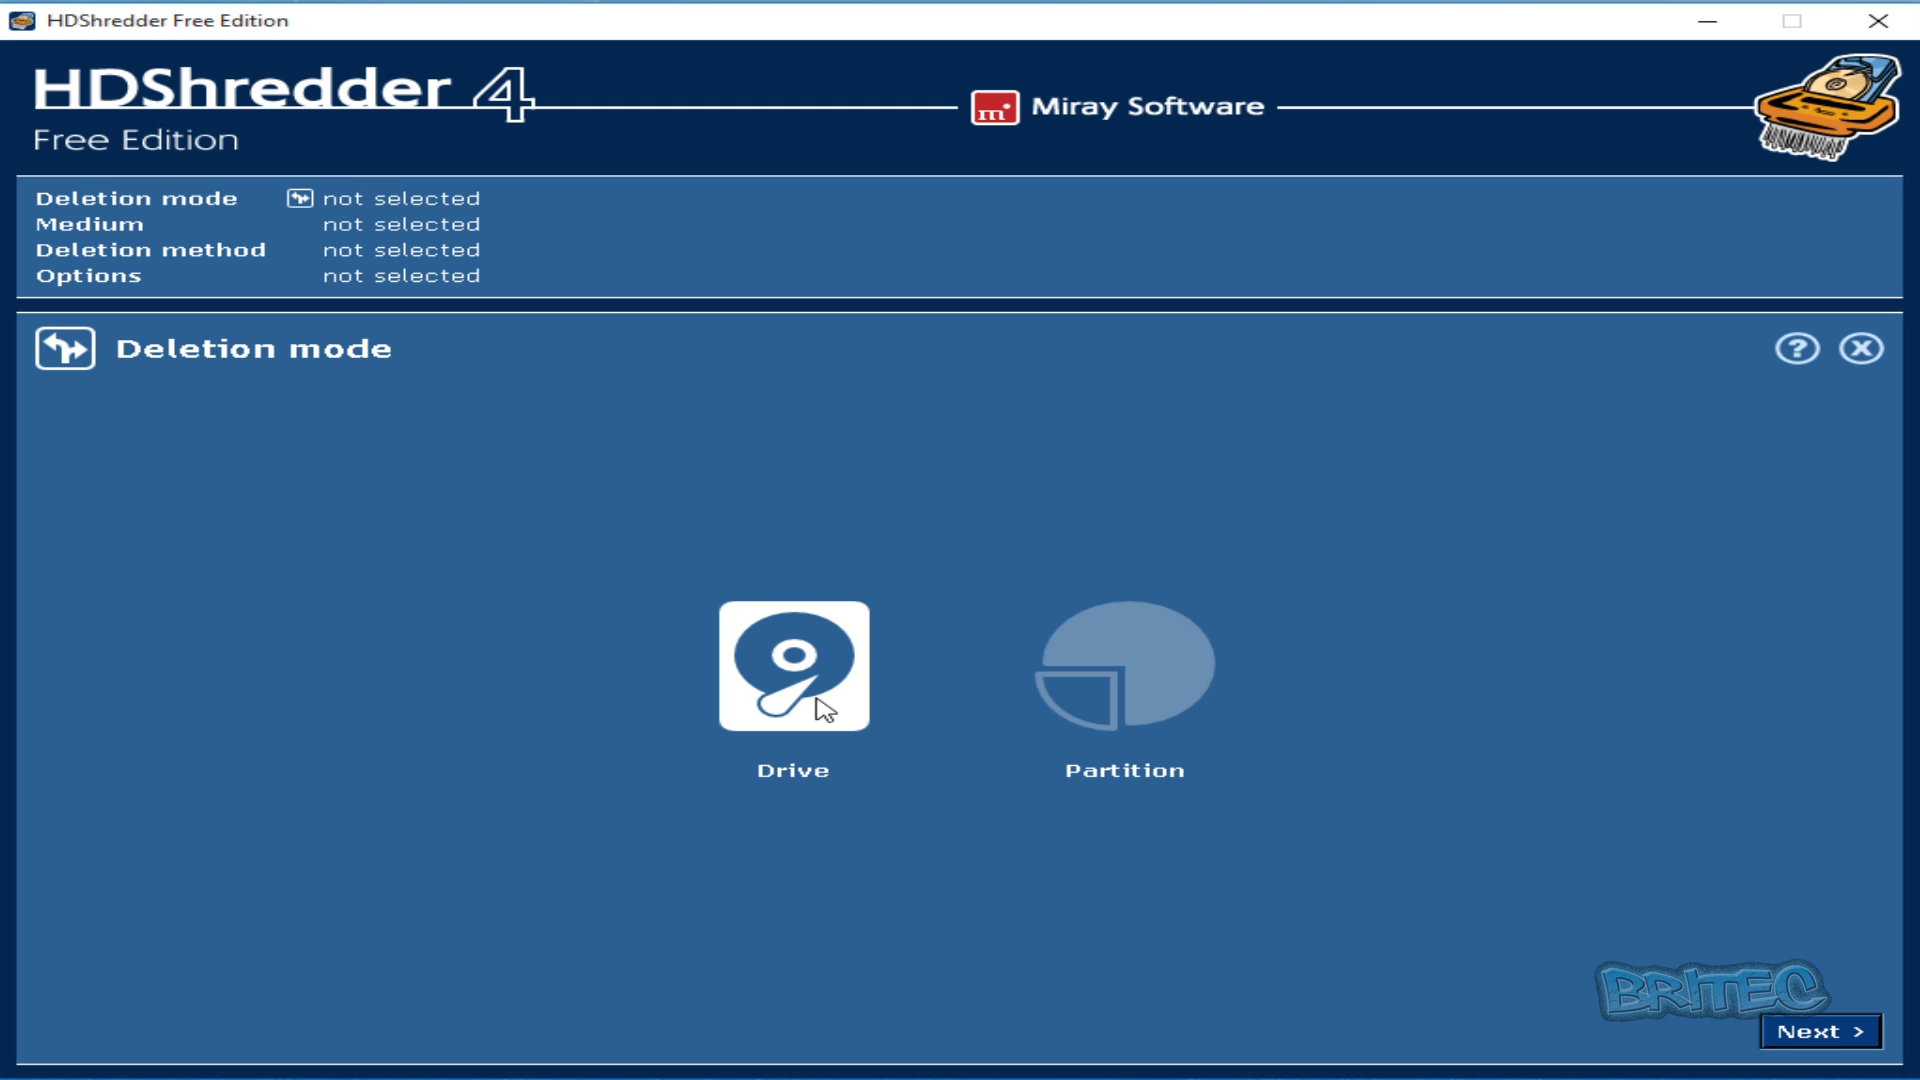 HDShredder Free Edition
HDShredder 4
Free Edition
m
Miray Software
Deletion mode not selected
Medium not selected
Deletion method not selected
Options not selected
Deletion mode
?
Drive
Partition
BRITEC
Next >